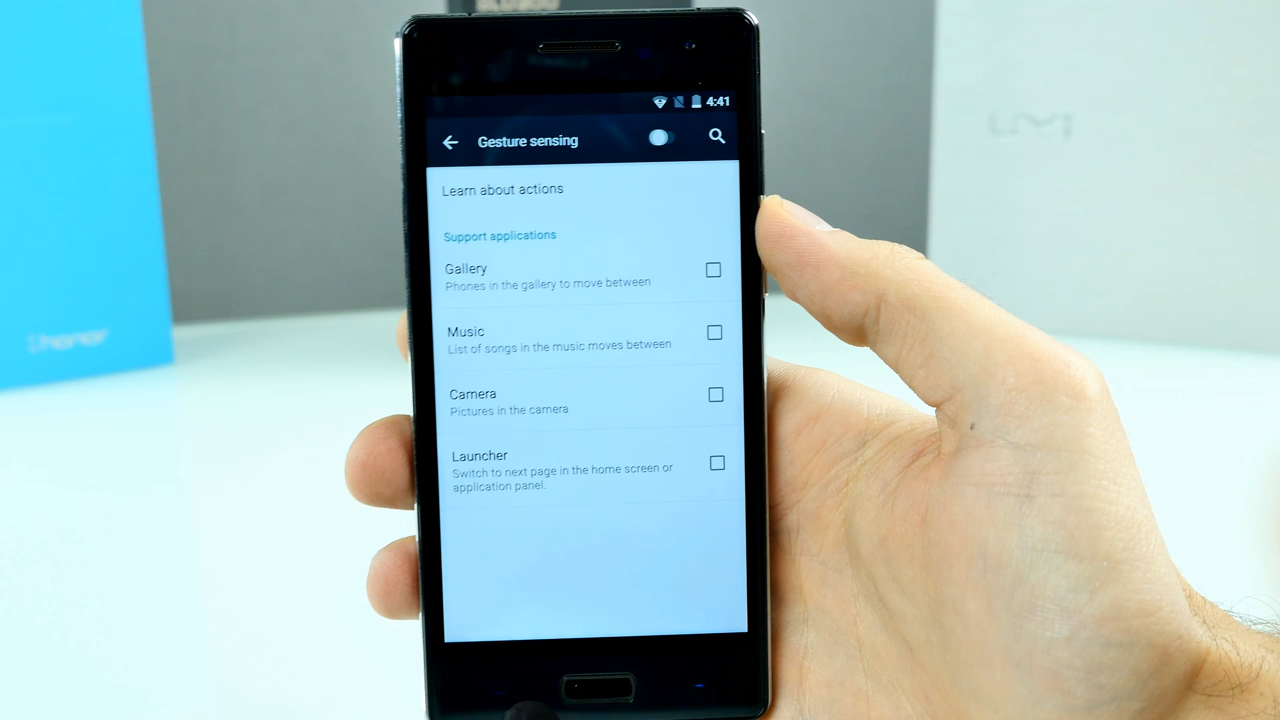 4:41
Gesture sensing
Learn about actions
Support applications
Gallery
Phones in the gallery to move between
Music
List of songs in the music moves between
Camera
Pictures in the camera
Launcher
Switch to next page in the home screen or
application panel.
honor